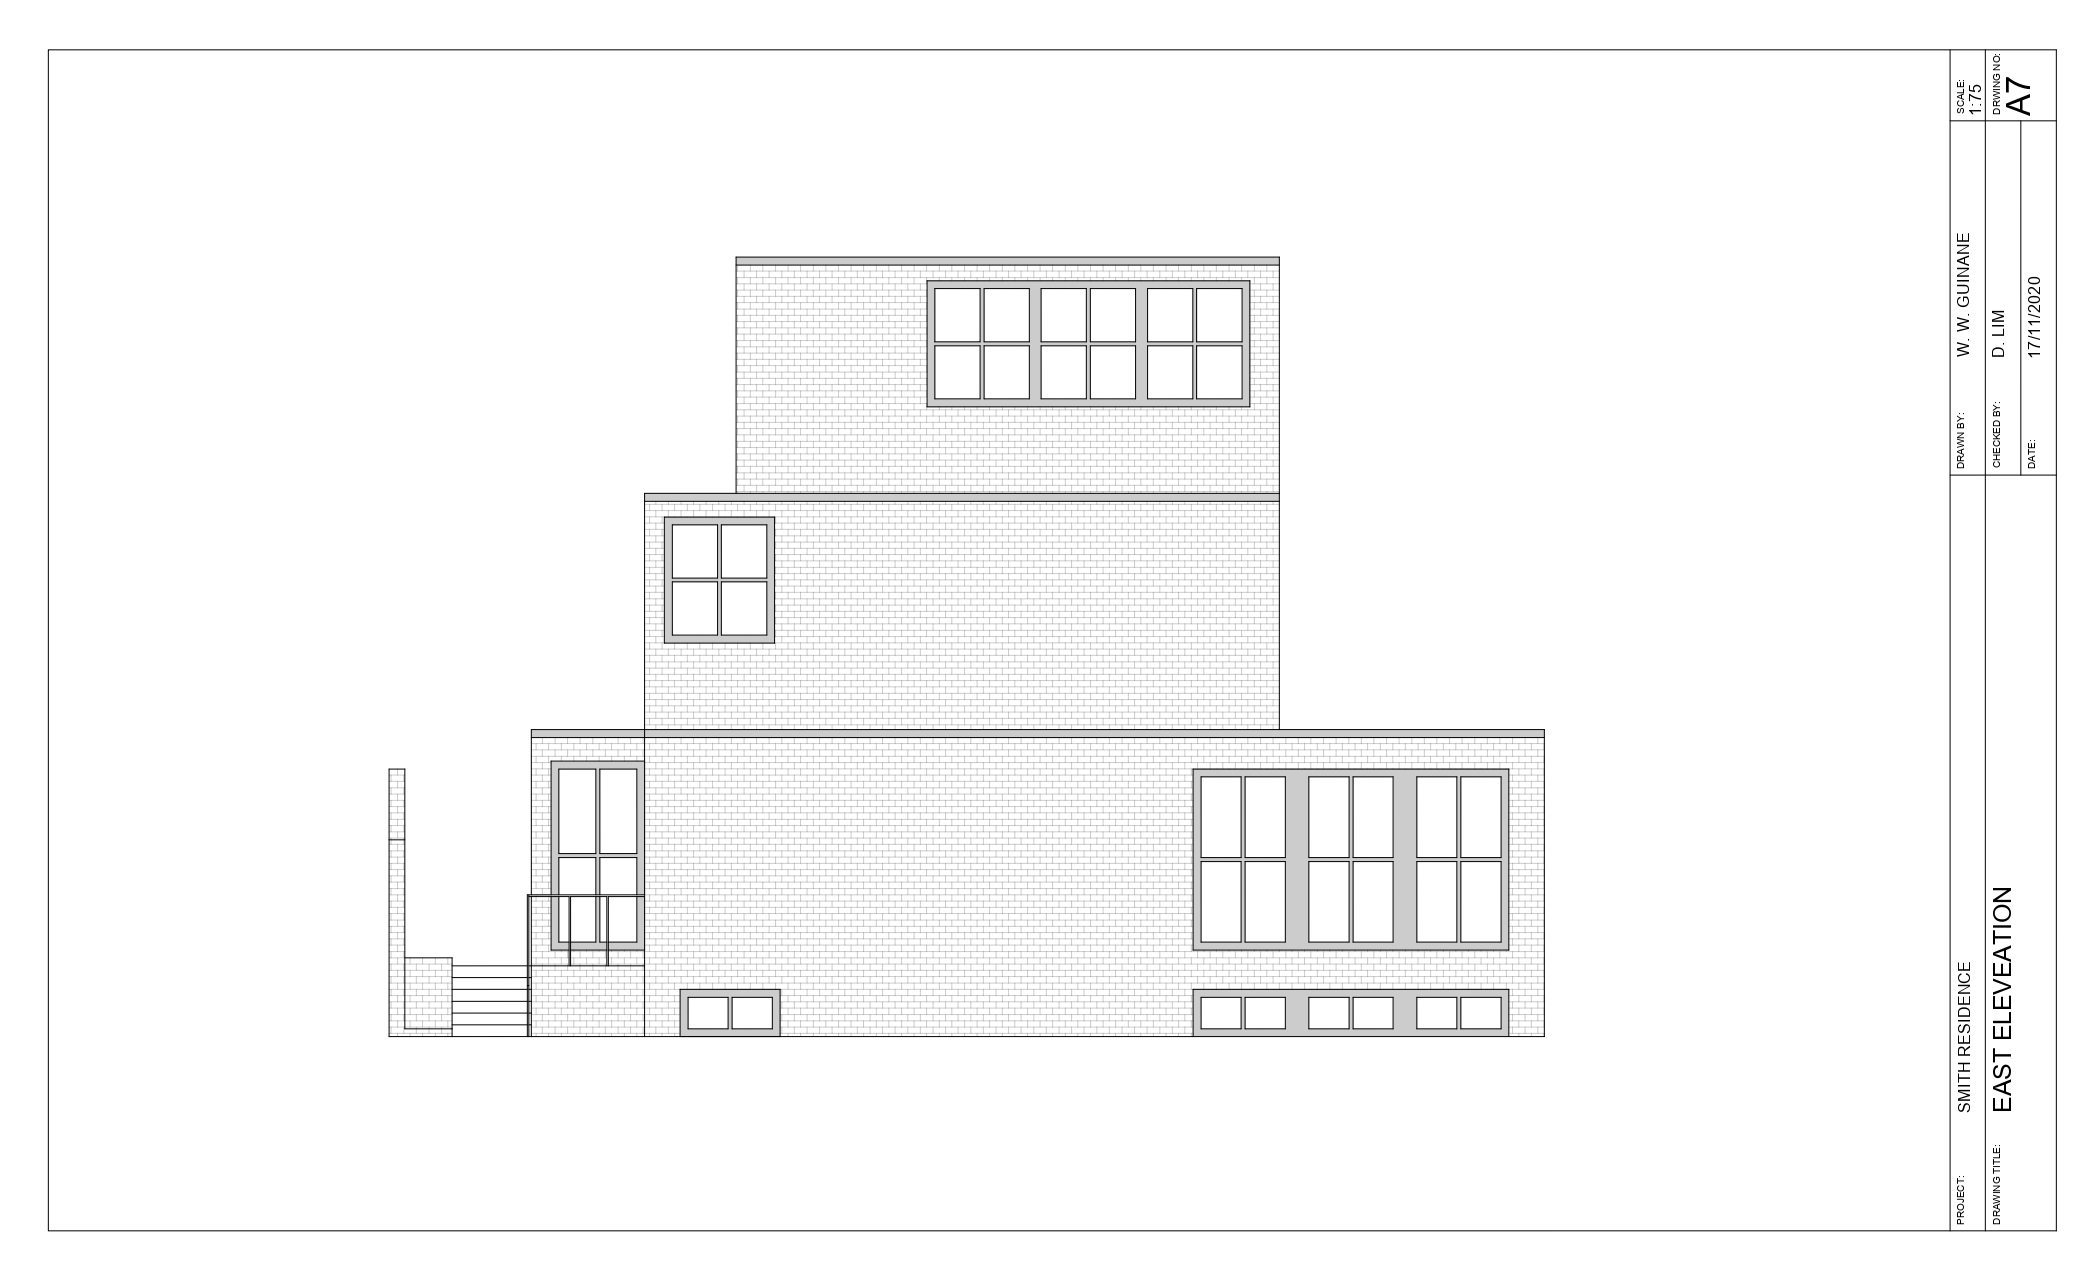 PROJECT:
SMITH RESIDENCE
DRAWN BY:
W. W. GUINANE
SCALE:
1:75
DRAWING TITLE:
EAST ELEVEATION
CHECKED BY:
D. LIM
DATE:
17/11/2020
DRWING NO:
A7